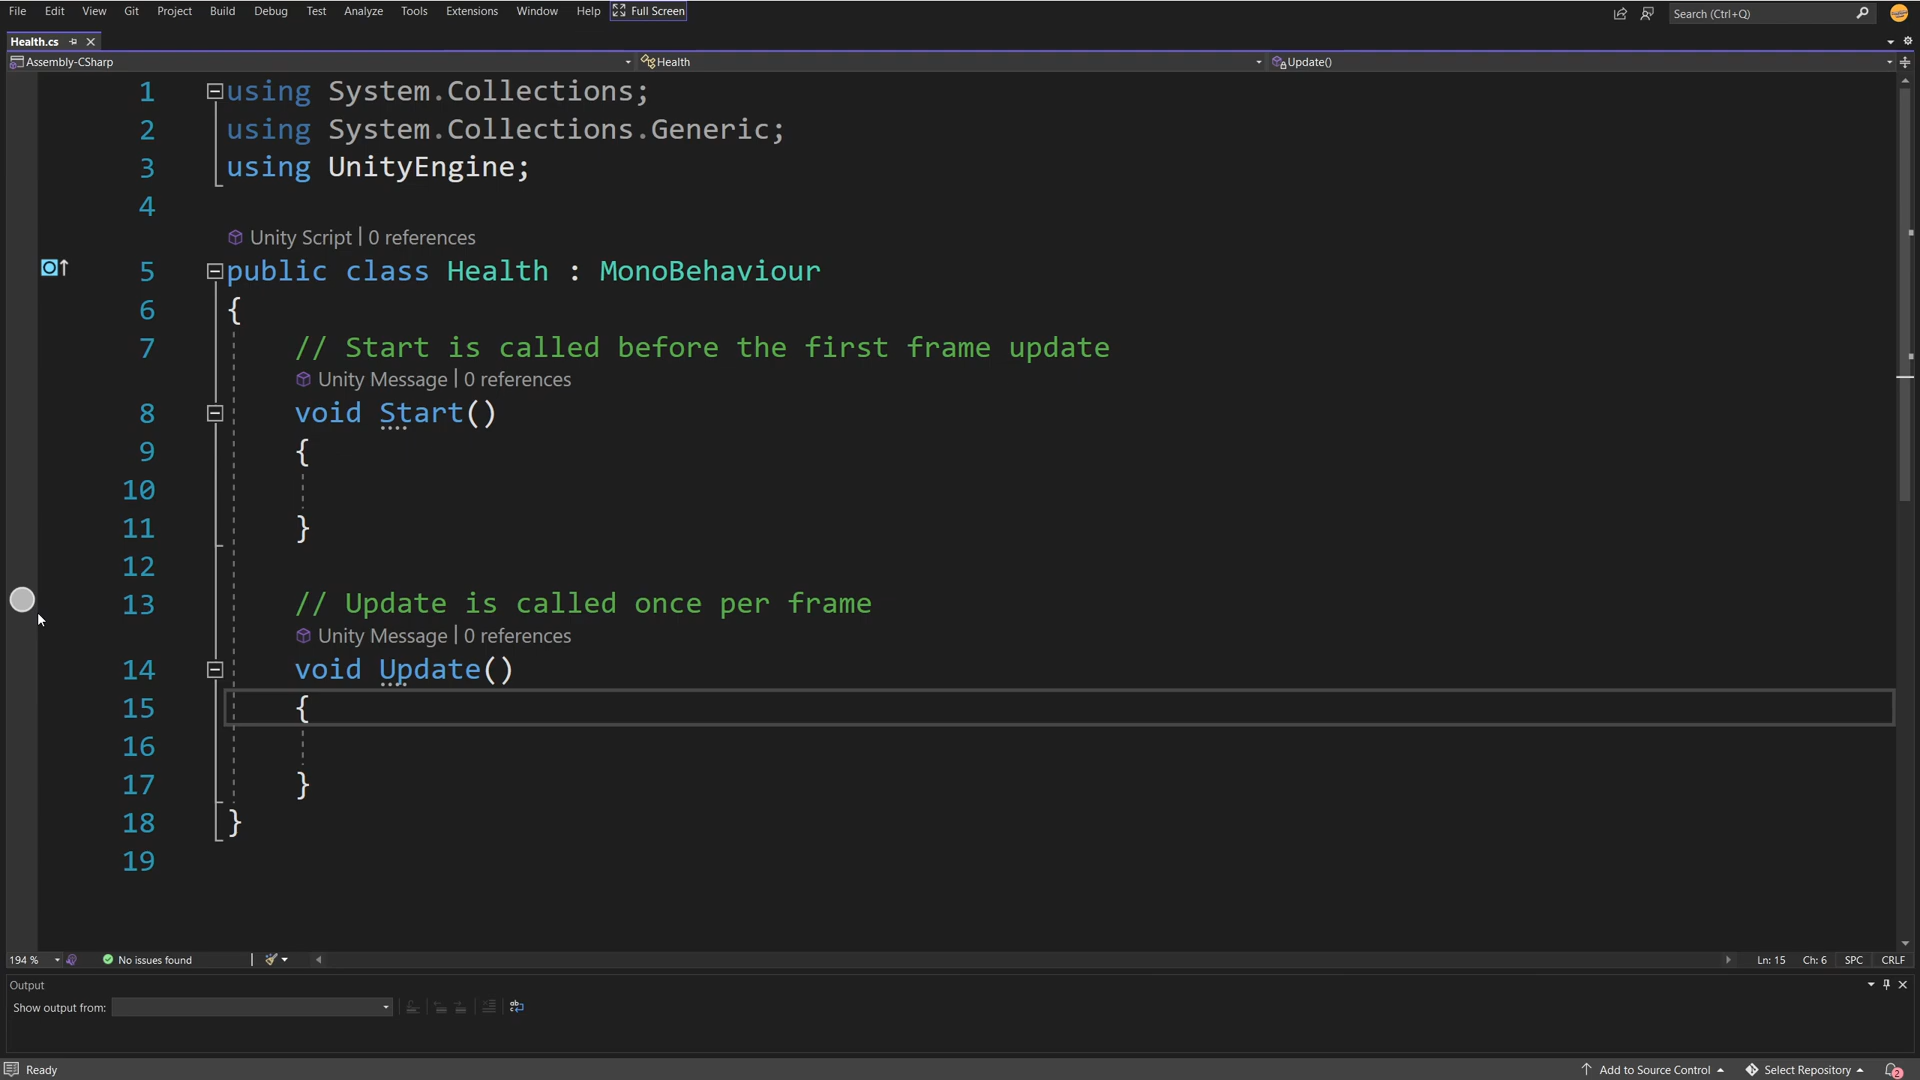 File Edit View Git Project Build Debug Test Analyze Tools Extensions Window Help Full Screen Search (Ctrl+Q)
Health.cs
Assembly-CSharp Health Update()
1 using System.Collections;
2 using System.Collections.Generic;
3 using UnityEngine;
4
Unity Script | 0 references
5 public class Health : MonoBehaviour
6 {
7 // Start is called before the first frame update
Unity Message | 0 references
8 void Start()
9 {
10
11 }
12
13 // Update is called once per frame
Unity Message | 0 references
14 void Update()
15 {
16
17 }
18 }
19
194 % No issues found Ln: 15 Ch: 6 SPC CRLF
Output
Show output from:
Ready Add to Source Control Select Repository 2